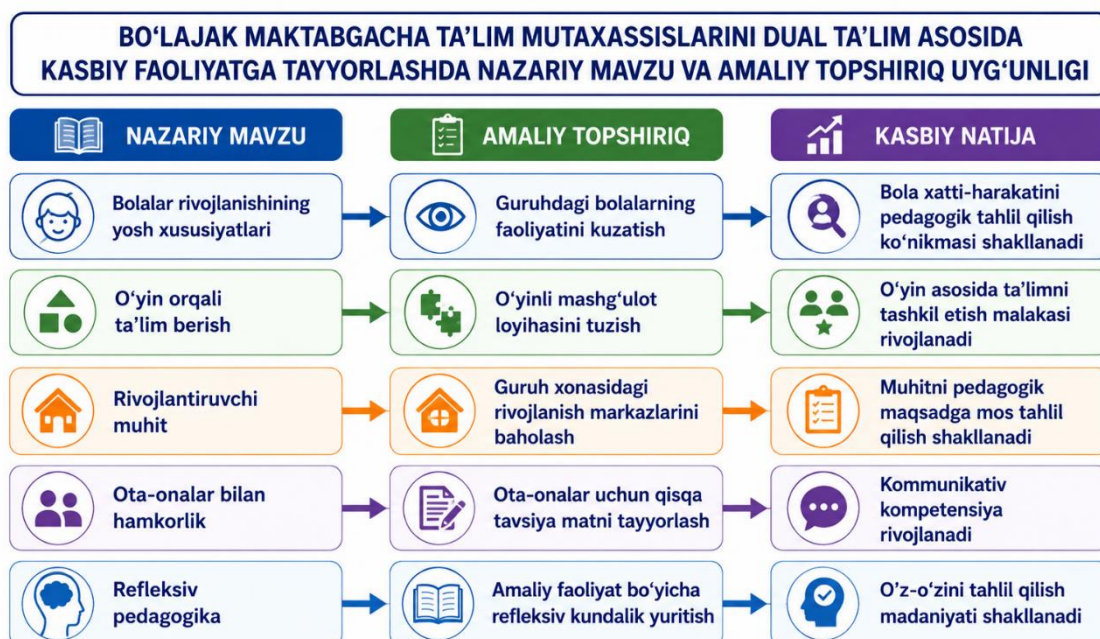 BO‘LAJAK MAKTABGACHA TA’LIM MUTAXASSISLARINI DUAL TA’LIM ASOSIDA
KASBIY FAOLIYATGA TAYYORLASHDA NAZARIY MAVZU VA AMALIY TOPSHIRIQ UYG‘UNLIGI
NAZARIY MAVZU
AMALIY TOPSHIRIQ
KASBIY NATIJA
Bolalar rivojlanishining
yosh xususiyatlari
Guruhdagi bolalarning
faoliyatini kuzatish
Bola xatti-harakatini
pedagogik tahlil qilish
ko‘nikmasi shakllanadi
O‘yin orqali
ta’lim berish
O‘yinli mashg‘ulot
loyihasini tuzish
O‘yin asosida ta’limni
tashkil etish malakasi
rivojlanadi
Rivojlantiruvchi
muhit
Guruh xonasidagi
rivojlanish markazlarini
baholash
Muhitni pedagogik
maqsadga mos tahlil
qilish shakllanadi
Ota-onalar bilan
hamkorlik
Ota-onalar uchun qisqa
tavsiya matni tayyorlash
Kommunikativ
kompetensiya
rivojlanadi
Refleksiv
pedagogika
Amaliy faoliyat bo‘yicha
refleksiv kundalik yuritish
O’z-o‘zini tahlil qilish
madaniyati shakllanadi